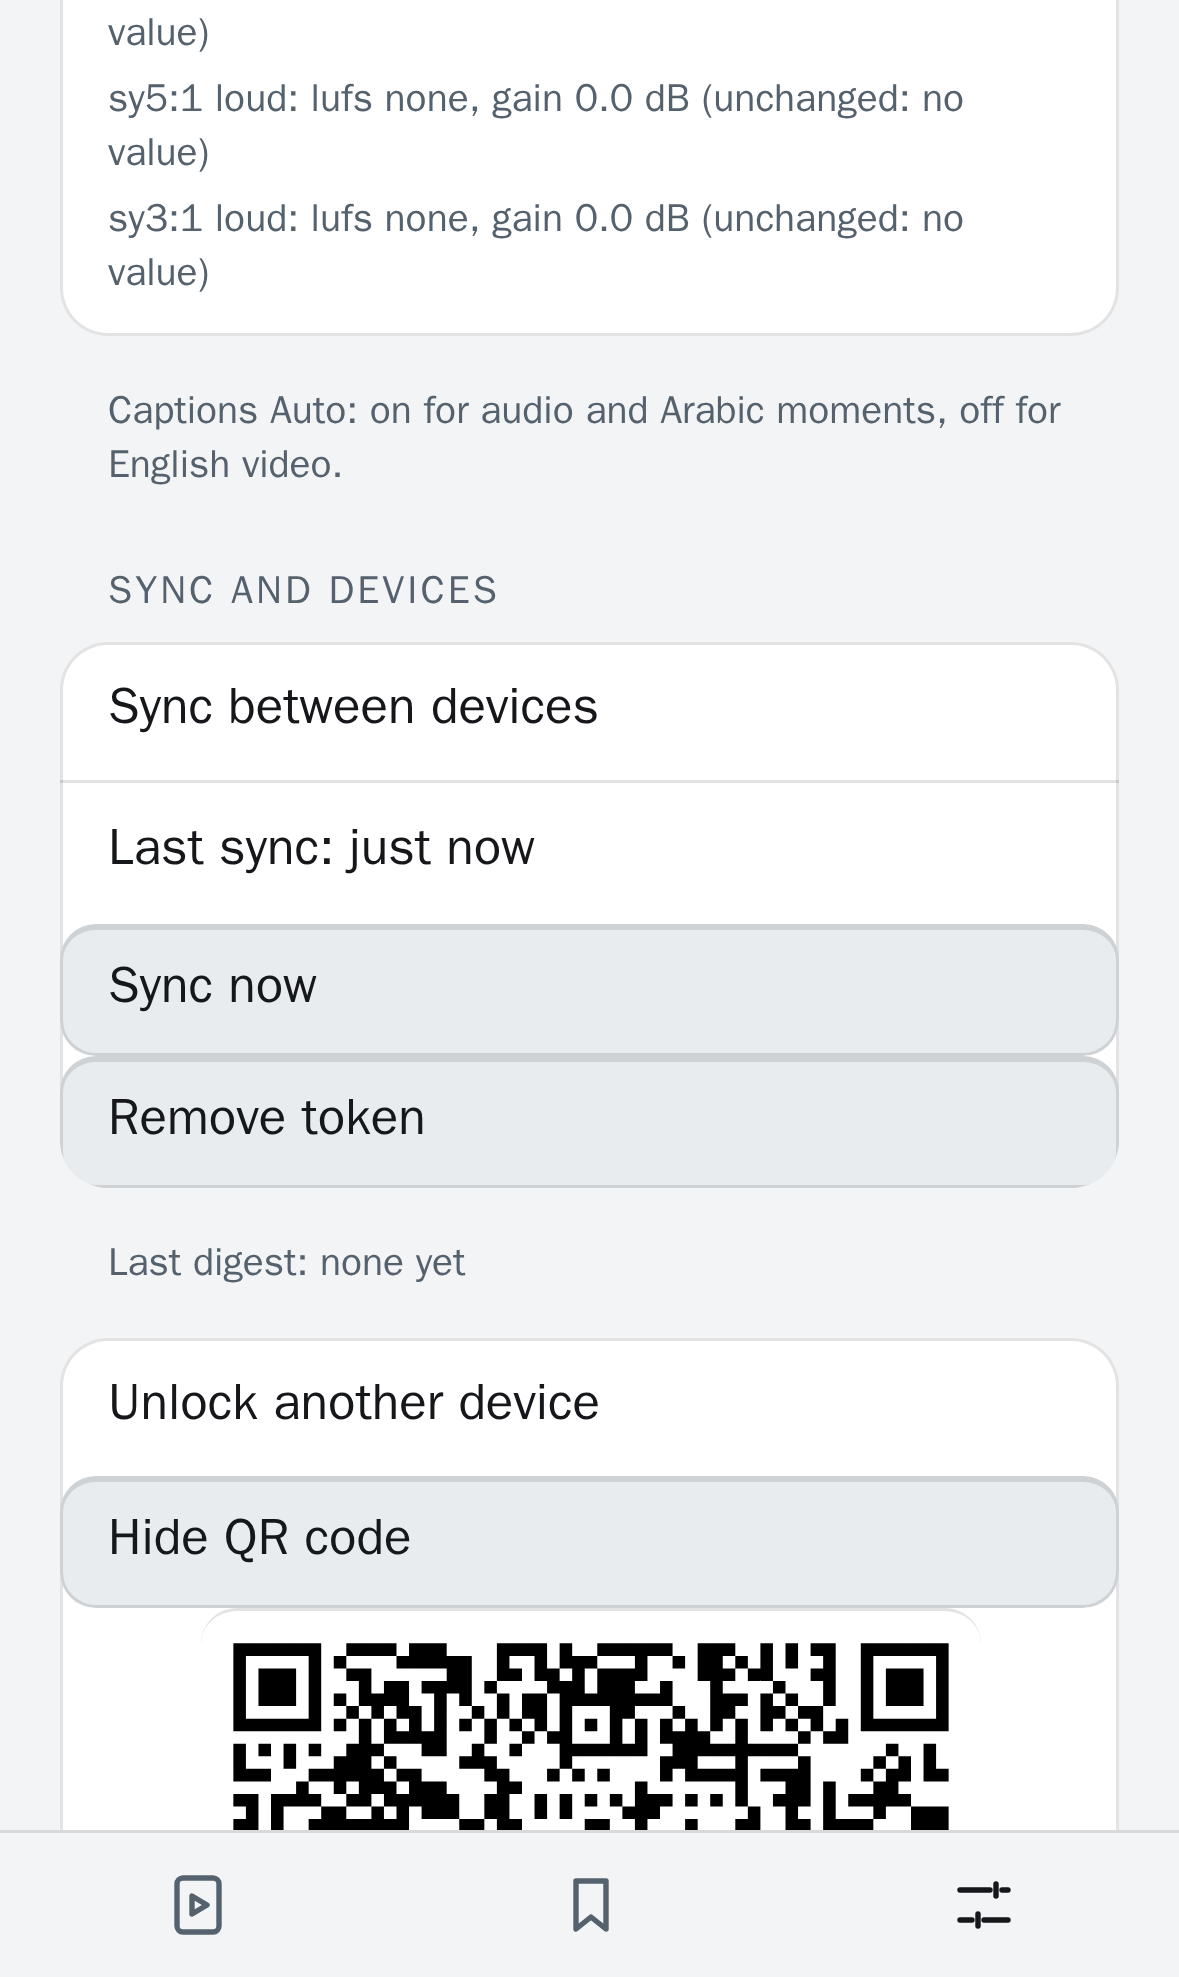 value)
sy5:1 loud: lufs none, gain 0.0 dB (unchanged: no
value)
sy3:1 loud: lufs none, gain 0.0 dB (unchanged: no
value)
Captions Auto: on for audio and Arabic moments, off for
English video.
SYNC AND DEVICES
Sync between devices
Last sync: just now
Sync now
Remove token
Last digest: none yet
Unlock another device
Hide QR code